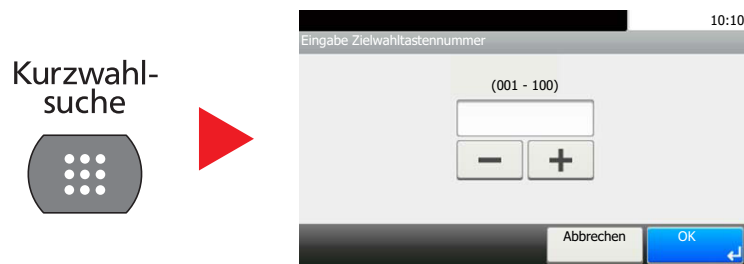 Kurzwahl-
suche
10:10
Eingabe Zielwahltastennummer
(001 - 100)
Abbrechen
OK